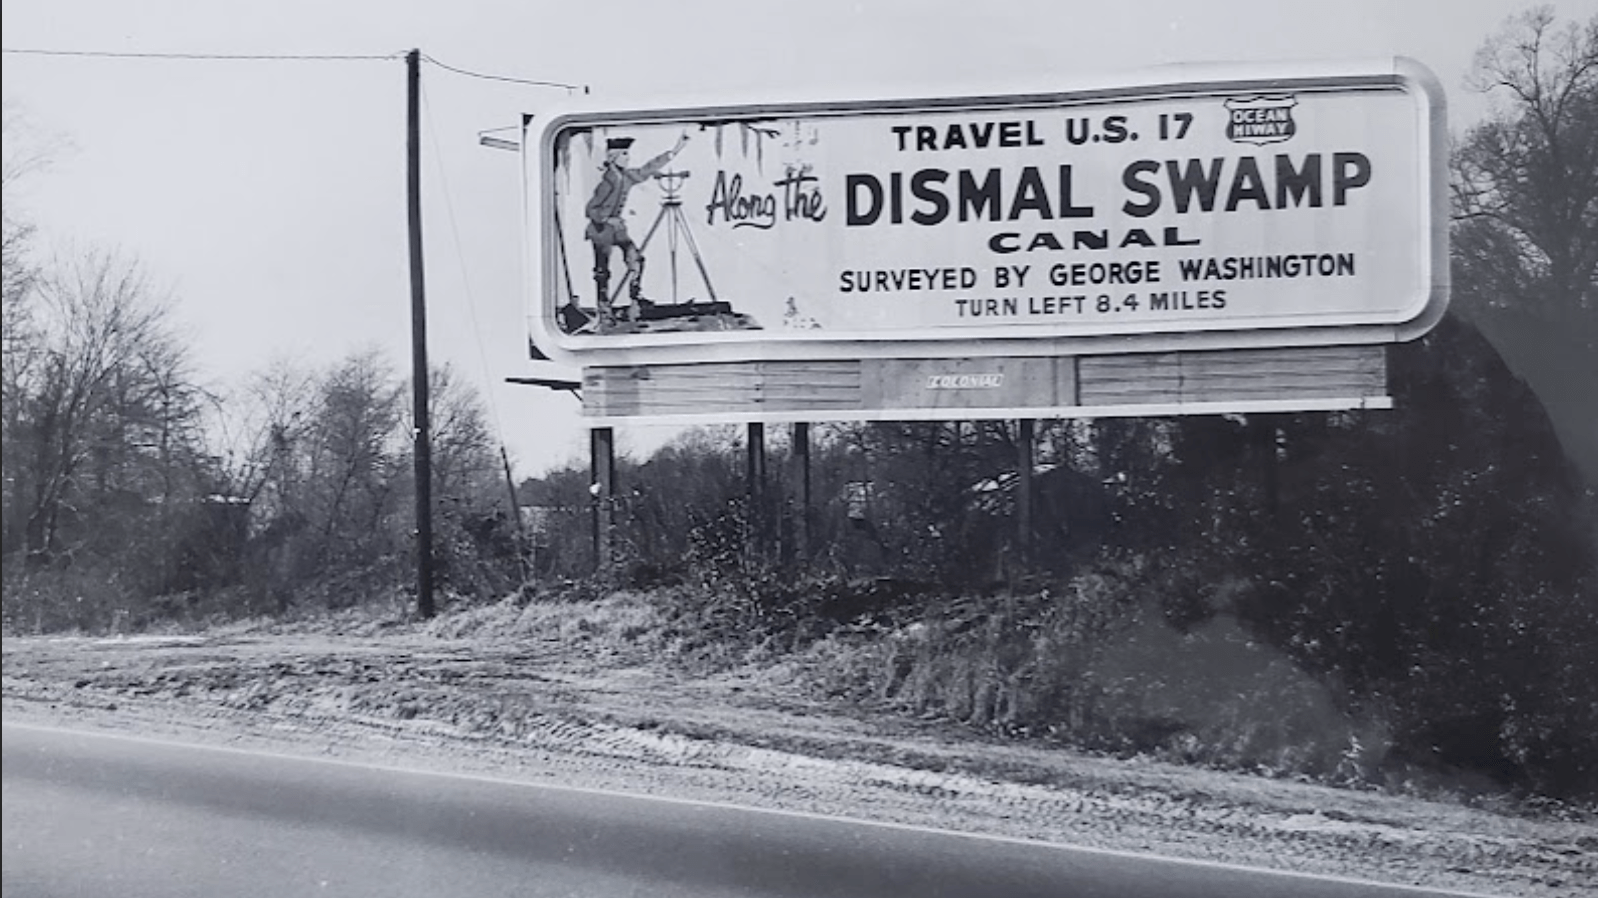 TRAVEL U.S. 17
OCEAN
HIWAY
Along The DISMAL SWAMP
CANAL
SURVEYED BY GEORGE WASHINGTON
TURN LEFT 8.4 MILES
COLONIAL